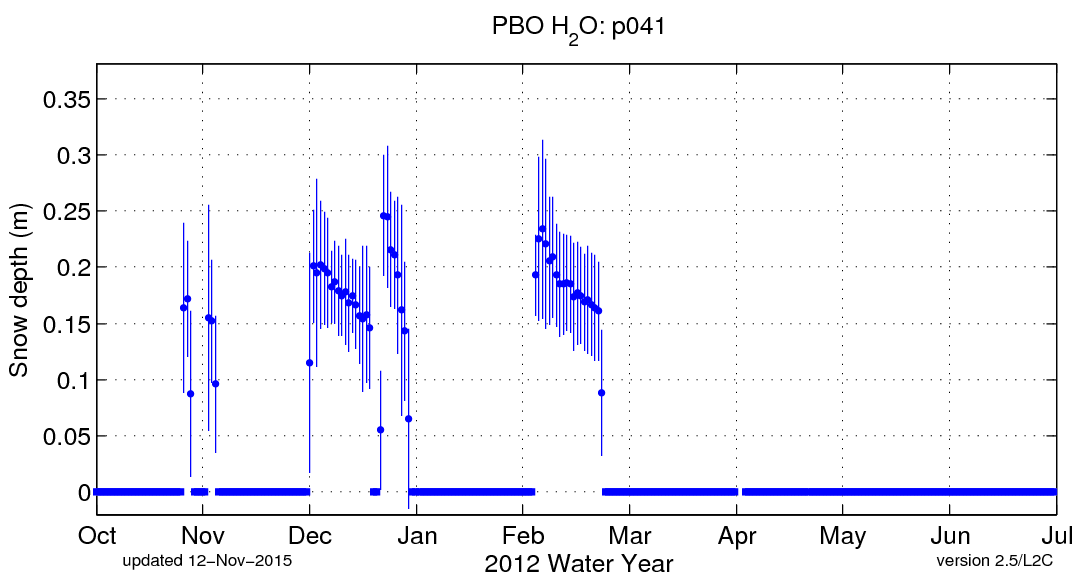 PBO H₂O: p041
Snow depth (m)
0.35
0.3
0.25
0.2
0.15
0.1
0.05
0
Oct Nov Dec Jan Feb Mar Apr May Jun Jul
updated 12−Nov−2015 2012 Water Year version 2.5/L2C